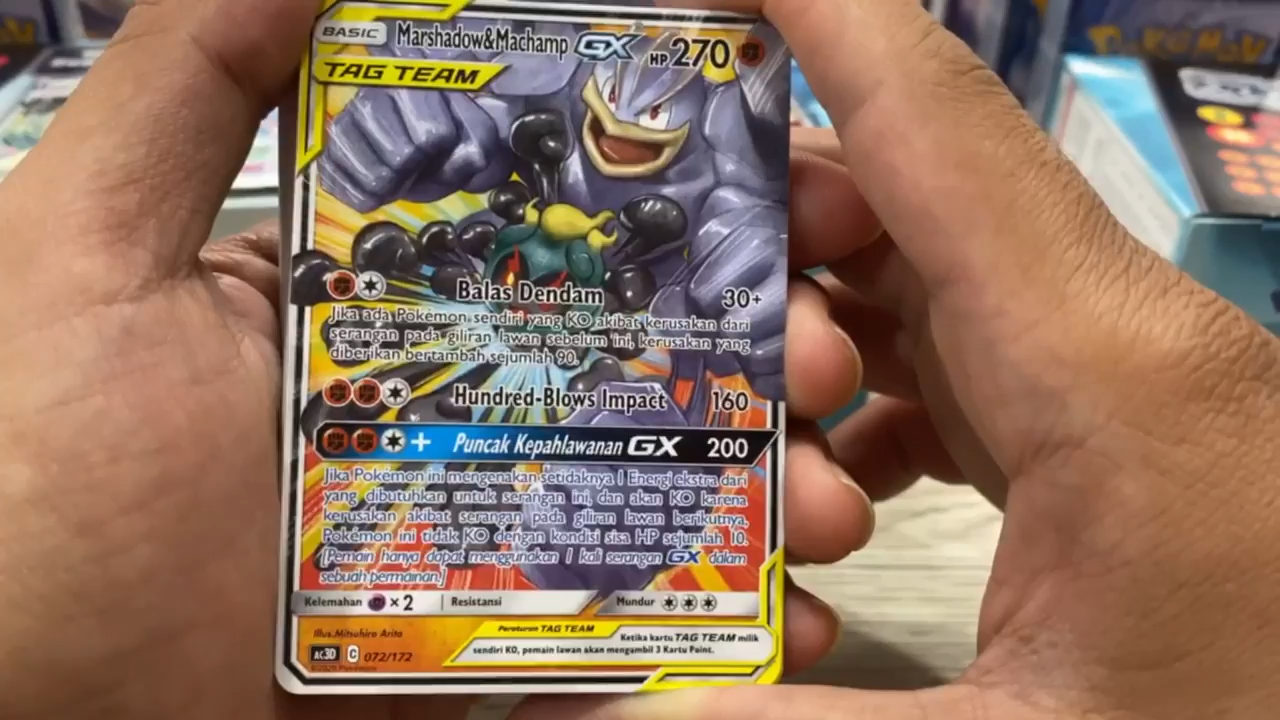 BASIC Marshadow&Machamp GX HP 270
TAG TEAM
Balas Dendam 30+
Jika ada Pokémon sendiri yang KO akibat kerusakan dari
serangan pada giliran lawan sebelum ini, kerusakan yang
diberikan bertambah sejumlah 90.
Hundred-Blows Impact 160
+ Puncak Kepahlawanan GX 200
Jika Pokémon ini mengenakan setidaknya 1 Energi ekstra dari
yang dibutuhkan untuk serangan ini, dan akan KO karena
kerusakan akibat serangan pada giliran lawan berikutnya,
Pokémon ini tidak KO dengan kondisi sisa HP sejumlah 10.
[Pemain hanya dapat menggunakan 1 kali serangan GX dalam
sebuah permainan.]
Kelemahan ×2 Resistansi Mundur
Illus.Mitsuhiro Arita
Peraturan TAG TEAM
Ketika kartu TAG TEAM milik
sendiri KO, pemain lawan akan mengambil 3 Kartu Point.
AC3D C 072/172
POKÉMON